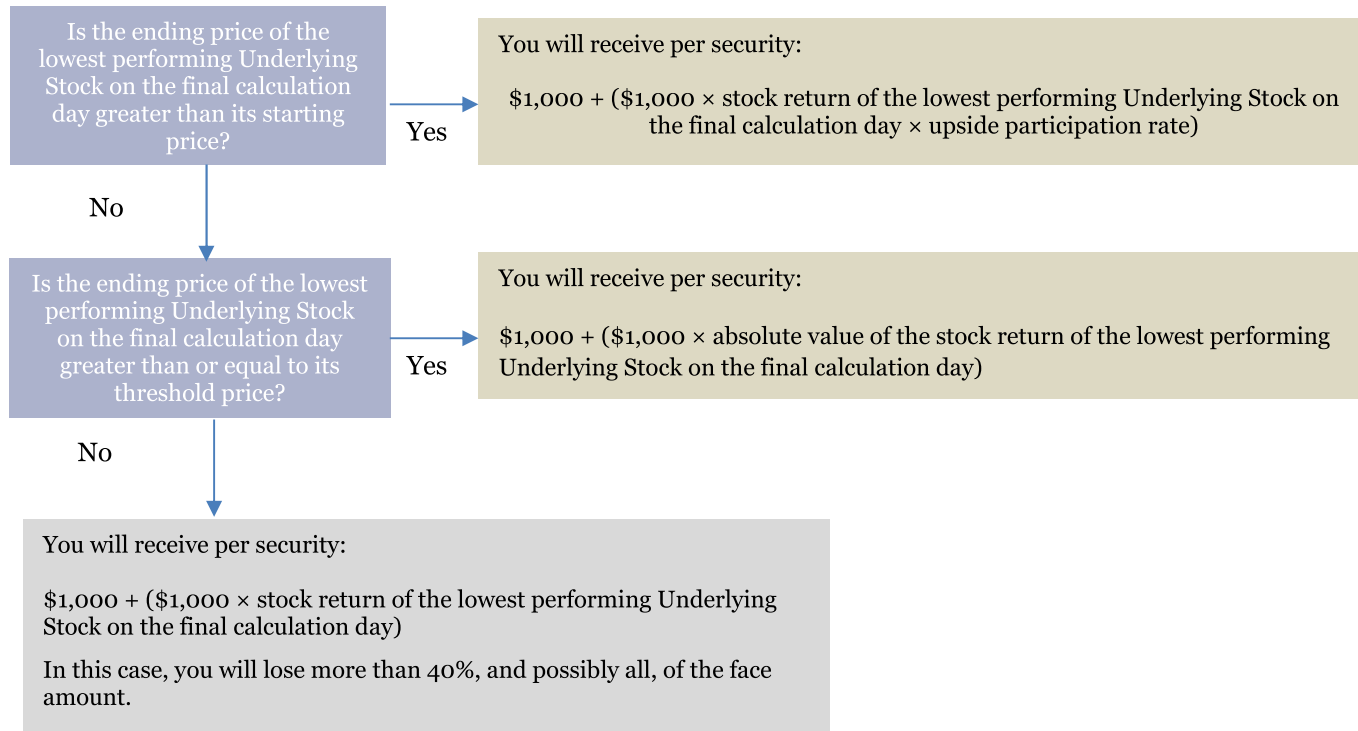 Is the ending price of the
lowest performing Underlying
Stock on the final calculation
day greater than its starting
price?
Yes
You will receive per security:
$1,000 + ($1,000 × stock return of the lowest performing Underlying Stock on
the final calculation day × upside participation rate)
No
Is the ending price of the lowest
performing Underlying Stock
on the final calculation day
greater than or equal to its
threshold price?
Yes
You will receive per security:
$1,000 + ($1,000 × absolute value of the stock return of the lowest performing
Underlying Stock on the final calculation day)
No
You will receive per security:
$1,000 + ($1,000 × stock return of the lowest performing Underlying
Stock on the final calculation day)
In this case, you will lose more than 40%, and possibly all, of the face
amount.